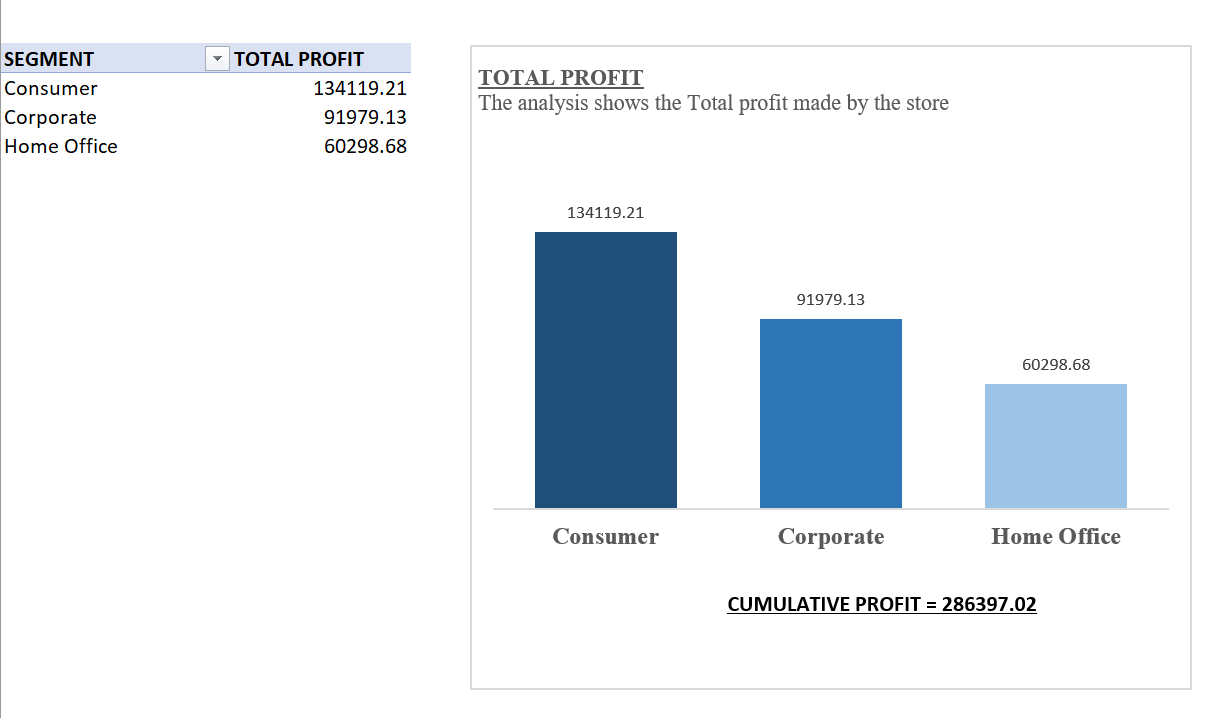 SEGMENT TOTAL PROFIT
Consumer 134119.21
Corporate 91979.13
Home Office 60298.68
TOTAL PROFIT
The analysis shows the Total profit made by the store
134119.21
91979.13
60298.68
Consumer Corporate Home Office
CUMULATIVE PROFIT = 286397.02